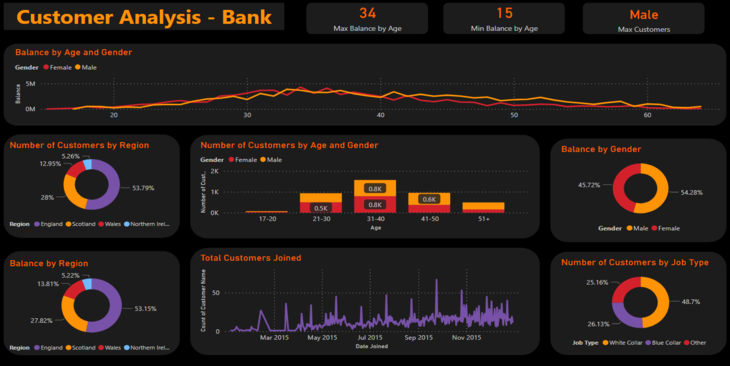 Customer Analysis - Bank
34
Max Balance by Age
15
Min Balance by Age
Male
Max Customers
Balance by Age and Gender
Gender Female Male
Balance
5M
0M
20 30 40 50 60
Number of Customers by Region
5.26%
12.95%
28%
53.79%
Region England Scotland Wales Northern Irel...
Number of Customers by Age and Gender
Gender Female Male
Number of Cust...
2K
1K
0K
0.5K
0.8K
0.8K
0.6K
17-20 21-30 31-40 41-50 51+
Age
Balance by Gender
45.72%
54.28%
Gender Male Female
Balance by Region
5.22%
13.81%
27.82%
53.15%
Region England Scotland Wales Northern Irel...
Total Customers Joined
Count of Customer Name
50
0
Mar 2015 May 2015 Jul 2015 Sep 2015 Nov 2015
Date Joined
Number of Customers by Job Type
25.16%
48.7%
26.13%
Job Type White Collar Blue Collar Other